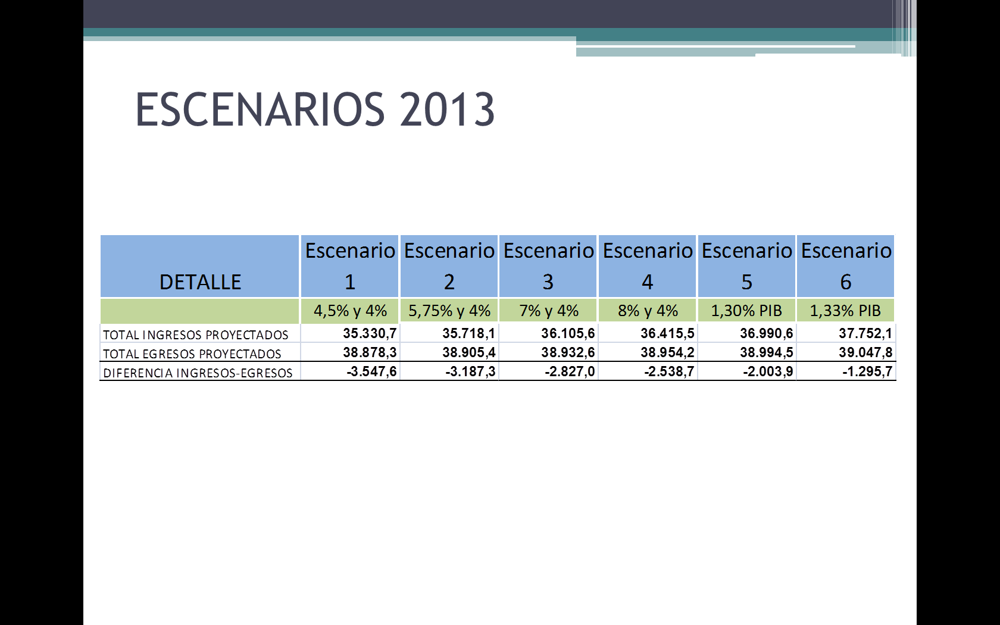 ESCENARIOS 2013
DETALLE Escenario 1 Escenario 2 Escenario 3 Escenario 4 Escenario 5 Escenario 6
4,5% y 4% 5,75% y 4% 7% y 4% 8% y 4% 1,30% PIB 1,33% PIB
TOTAL INGRESOS PROYECTADOS 35.330,7 35.718,1 36.105,6 36.415,5 36.990,6 37.752,1
TOTAL EGRESOS PROYECTADOS 38.878,3 38.905,4 38.932,6 38.954,2 38.994,5 39.047,8
DIFERENCIA INGRESOS-EGRESOS -3.547,6 -3.187,3 -2.827,0 -2.538,7 -2.003,9 -1.295,7